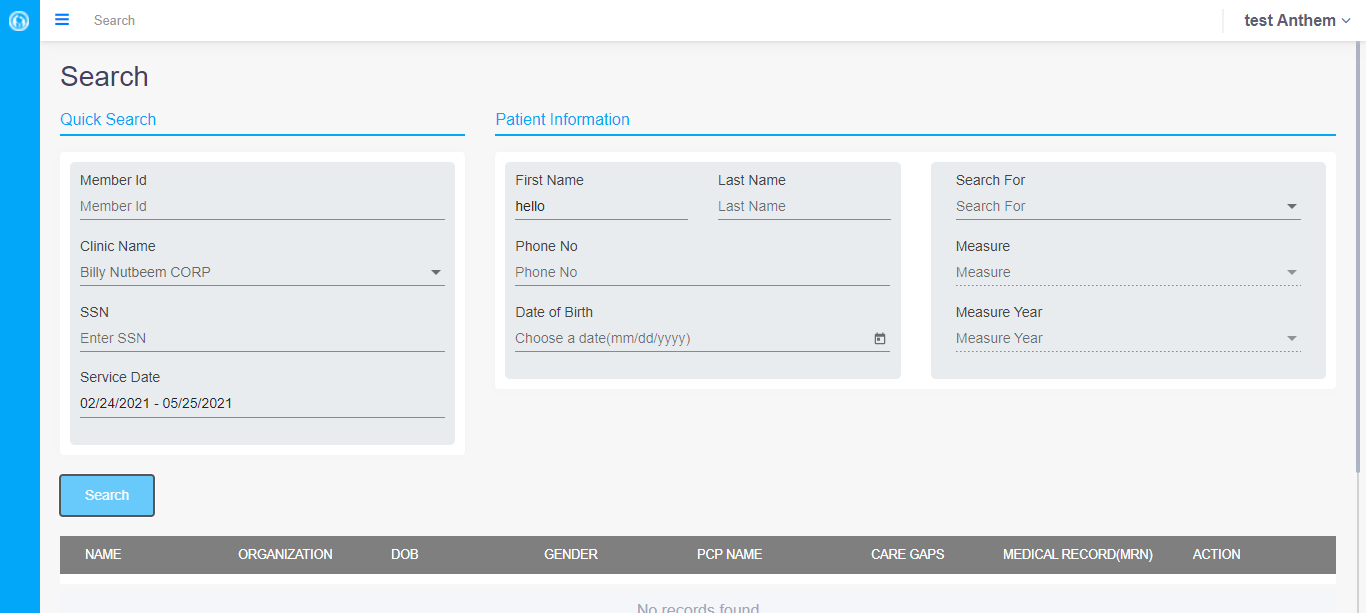 Search
test Anthem
Search
Quick Search
Patient Information
Member Id
Member Id
Clinic Name
Billy Nutbeem CORP
SSN
Enter SSN
Service Date
02/24/2021 - 05/25/2021
First Name
hello
Last Name
Last Name
Phone No
Phone No
Date of Birth
Choose a date(mm/dd/yyyy)
Search For
Search For
Measure
Measure
Measure Year
Measure Year
Search
NAME ORGANIZATION DOB GENDER PCP NAME CARE GAPS MEDICAL RECORD(MRN) ACTION
No records found